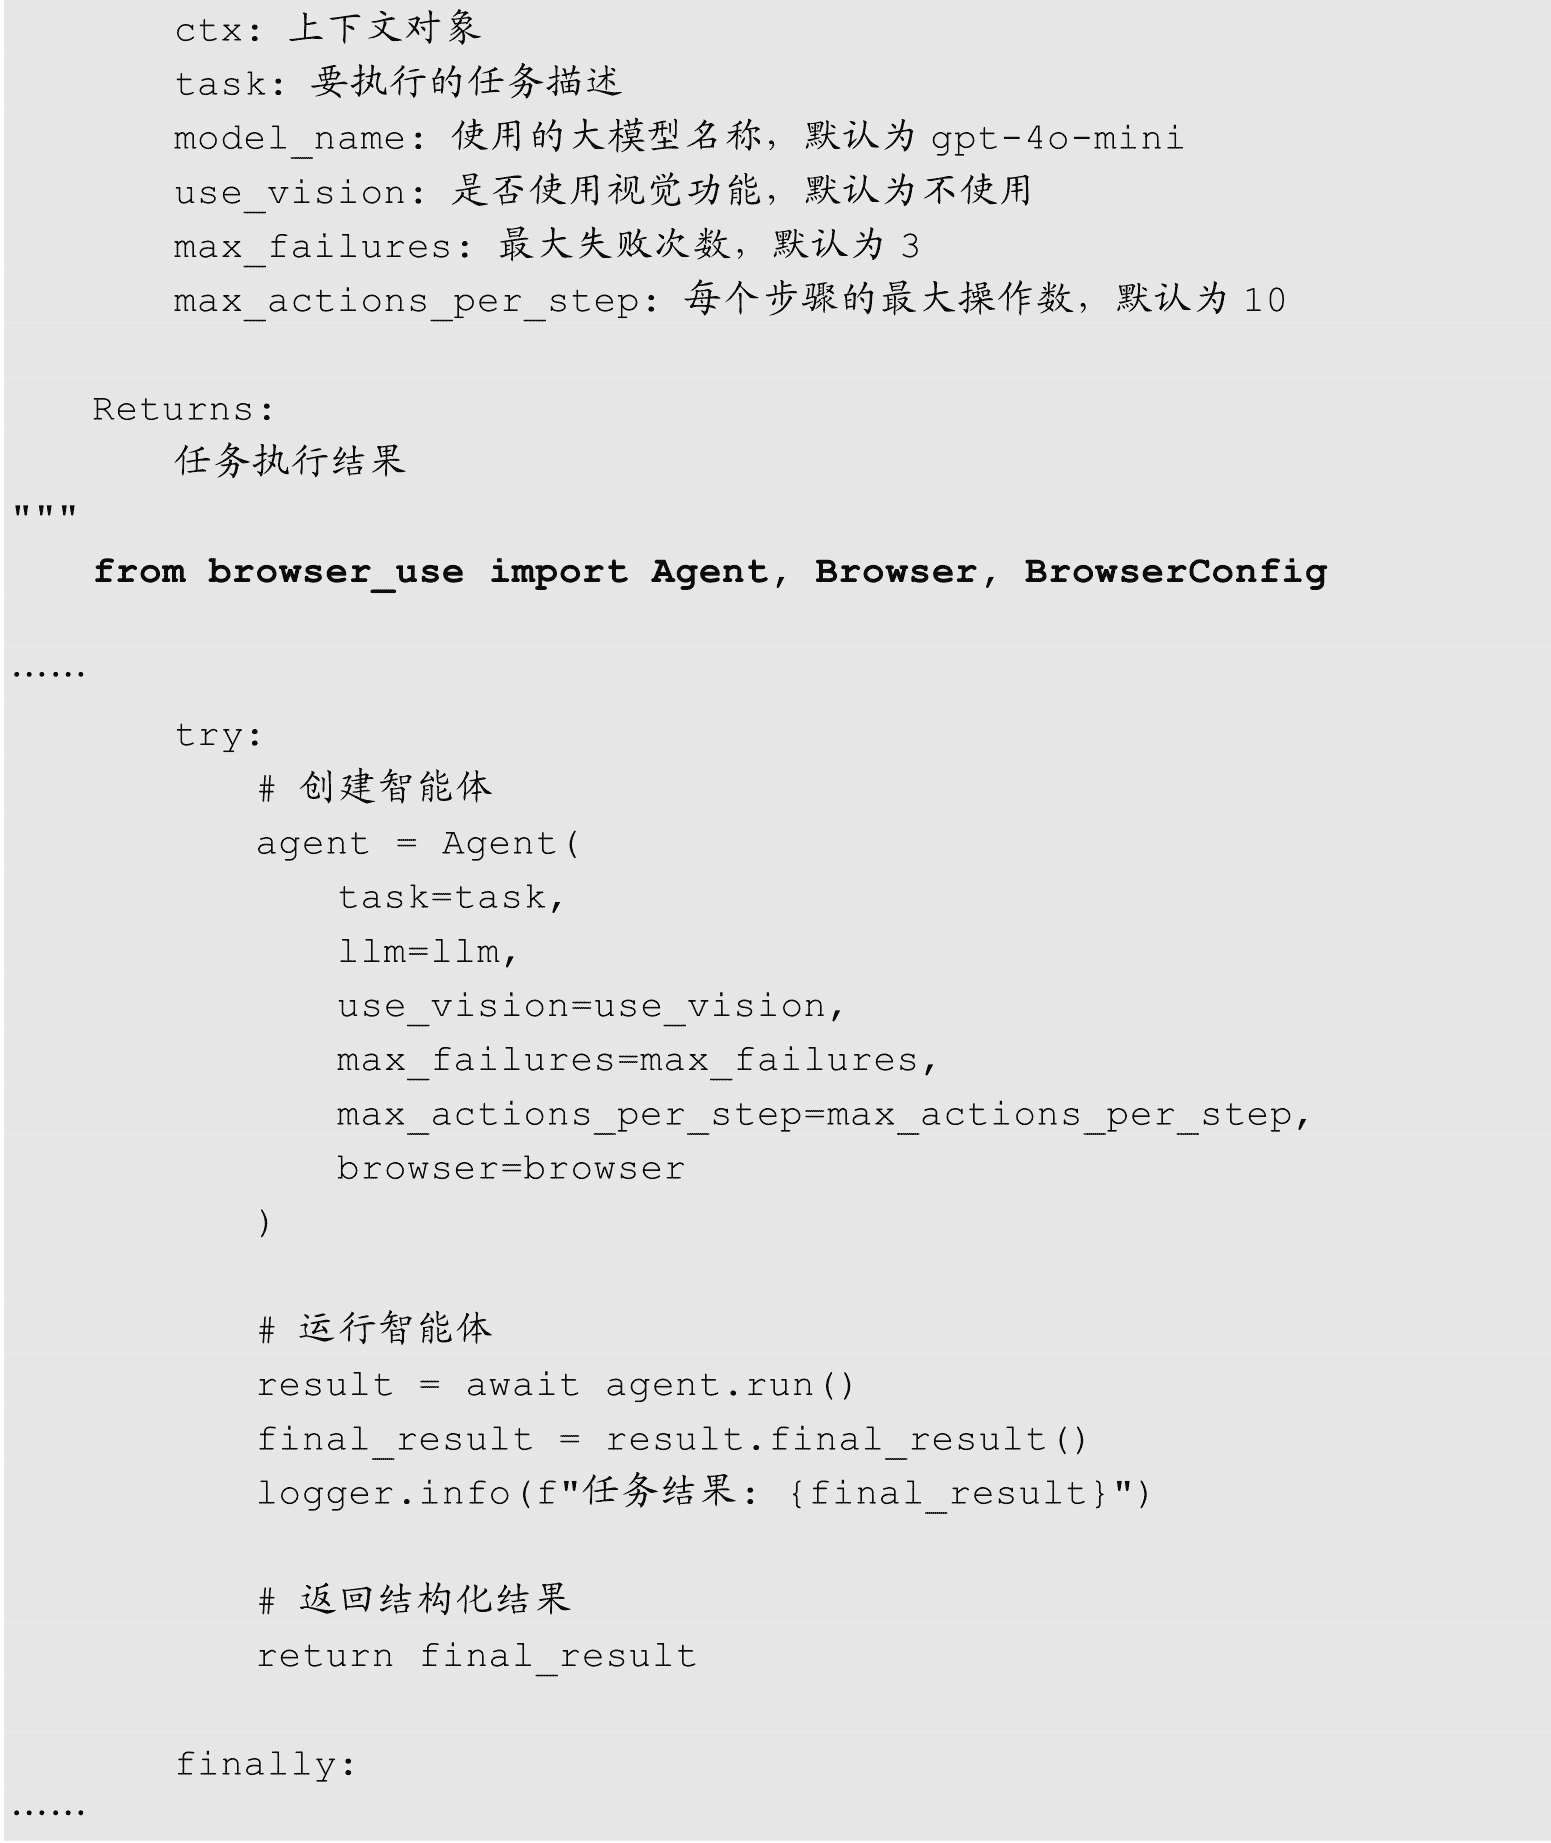 ctx: 上下文对象
task: 要执行的任务描述
model_name: 使用的大模型名称，默认为 gpt-4o-mini
use_vision: 是否使用视觉功能，默认为不使用
max_failures: 最大失败次数，默认为 3
max_actions_per_step: 每个步骤的最大操作数，默认为 10
Returns:
任务执行结果
"""
from browser_use import Agent, Browser, BrowserConfig
……
try:
# 创建智能体
agent = Agent(
task=task,
llm=llm,
use_vision=use_vision,
max_failures=max_failures,
max_actions_per_step=max_actions_per_step,
browser=browser
)
# 运行智能体
result = await agent.run()
final_result = result.final_result()
logger.info(f"任务结果: {final_result}")
# 返回结构化结果
return final_result
finally:
……